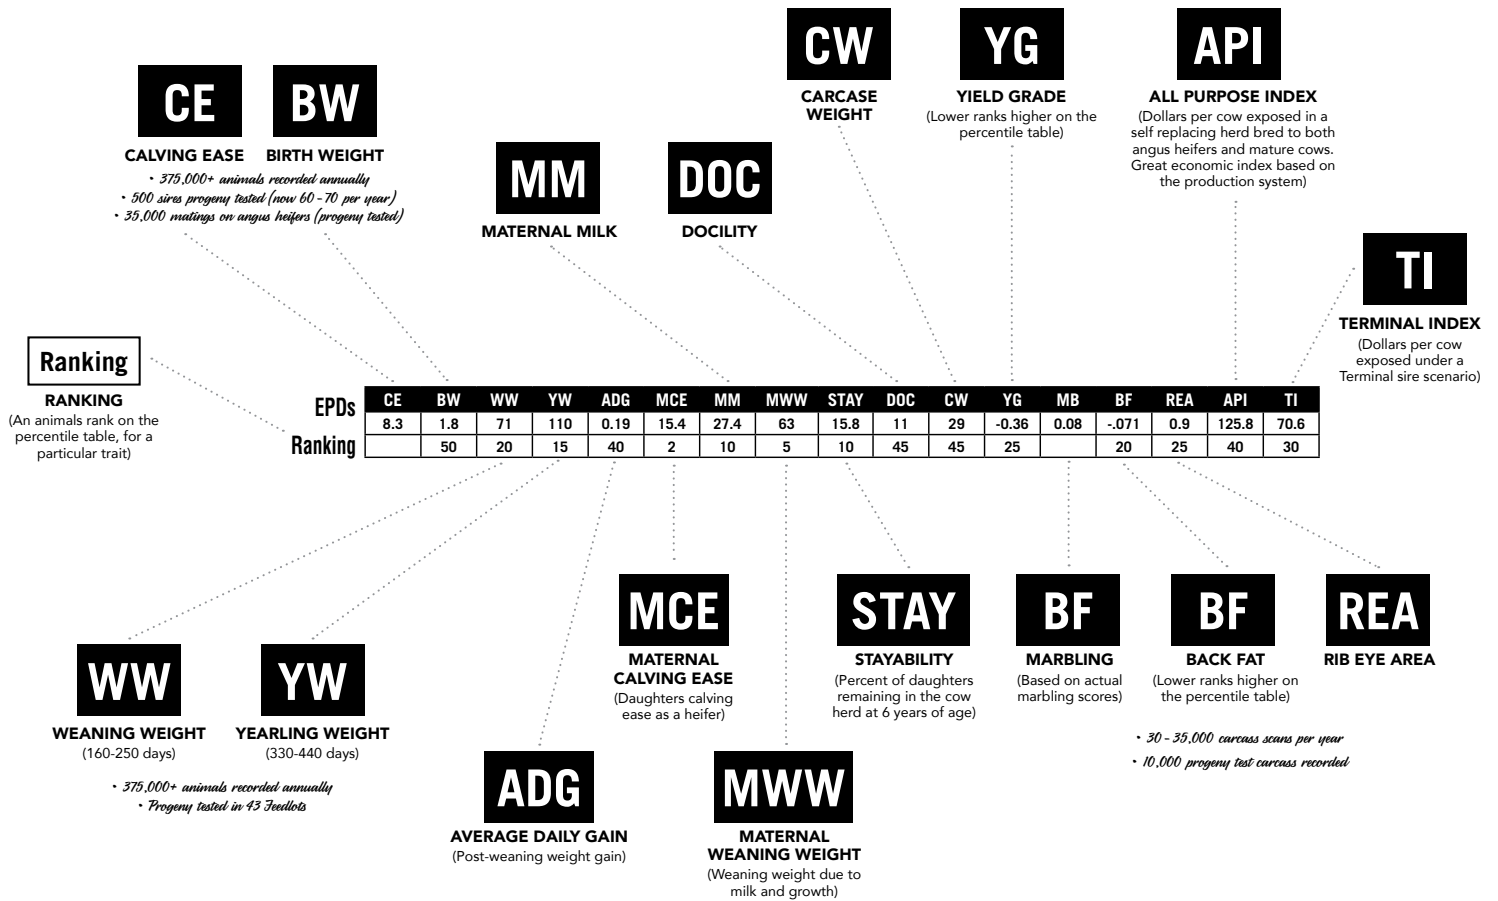 CE
CALVING EASE
BW
BIRTH WEIGHT
• 375,000+ animals recorded annually
• 500 sires progeny tested (now 60-70 per year)
• 35,000 matings on angus heifers (progeny tested)
MM
MATERNAL MILK
DOC
DOCILITY
CW
CARCASE
WEIGHT
YG
YIELD GRADE
(Lower ranks higher on the
percentile table)
API
ALL PURPOSE INDEX
(Dollars per cow exposed in a
self replacing herd bred to both
angus heifers and mature cows.
Great economic index based on
the production system)
TI
TERMINAL INDEX
(Dollars per cow
exposed under a
Terminal sire scenario)
Ranking
RANKING
(An animals rank on the
percentile table, for a
particular trait)
CE BW WW YW ADG MCE MM MWW STAY DOC CW YG MB BF REA API TI
EPDs 8.3 1.8 71 110 0.19 15.4 27.4 63 15.8 11 29 -0.36 0.08 -.071 0.9 125.8 70.6
Ranking 50 20 15 40 2 10 5 10 45 45 25 20 25 40 30
WW
WEANING WEIGHT
(160-250 days)
YW
YEARLING WEIGHT
(330-440 days)
• 375,000+ animals recorded annually
• Progeny tested in 43 Feedlots
ADG
AVERAGE DAILY GAIN
(Post-weaning weight gain)
MCE
MATERNAL
CALVING EASE
(Daughters calving
ease as a heifer)
MWW
MATERNAL
WEANING WEIGHT
(Weaning weight due to
milk and growth)
STAY
STAYABILITY
(Percent of daughters
remaining in the cow
herd at 6 years of age)
BF
MARBLING
(Based on actual
marbling scores)
BF
BACK FAT
(Lower ranks higher on
the percentile table)
REA
RIB EYE AREA
• 30-35,000 carcass scans per year
• 10,000 progeny test carcass recorded